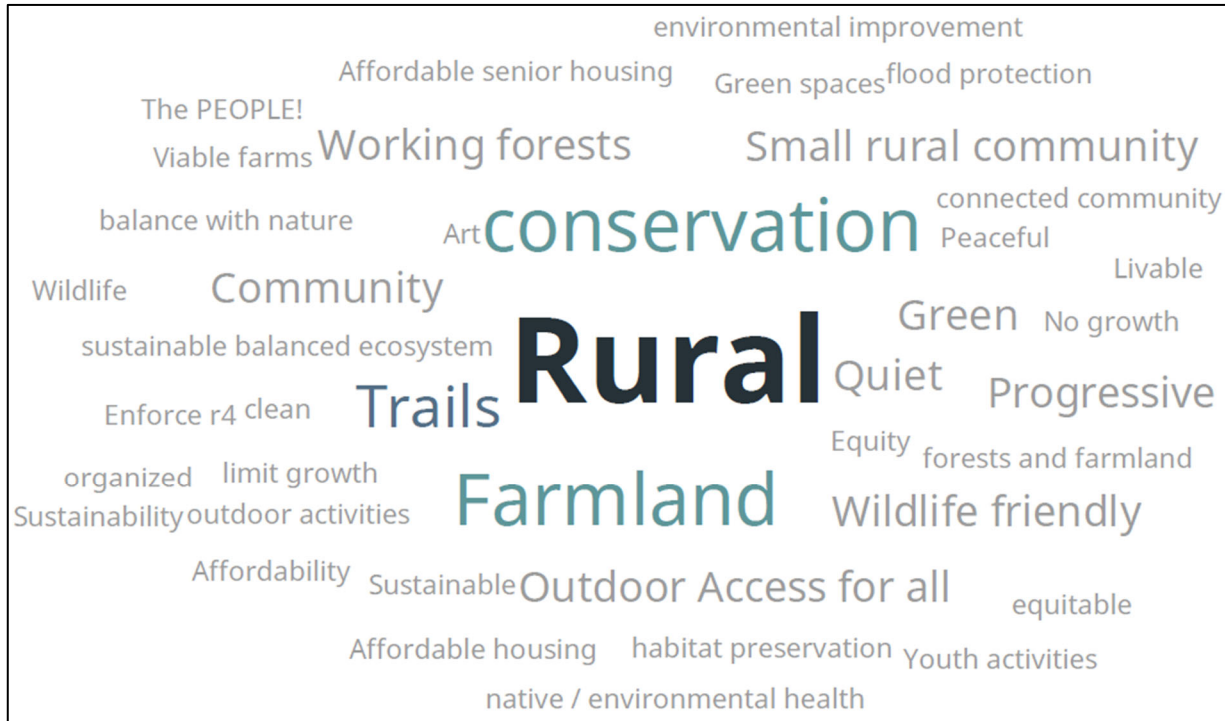 environmental improvement
Affordable senior housing
Green spaces
flood protection
The PEOPLE!
Viable farms
Working forests
Small rural community
balance with nature
Art
conservation
connected community
Peaceful
Livable
Wildlife
Community
Rural
Green
No growth
sustainable balanced ecosystem
Trails
Quiet
Progressive
Enforce r4
clean
Equity
forests and farmland
organized
limit growth
Farmland
Wildlife friendly
Sustainability
outdoor activities
Affordability
Sustainable
Outdoor Access for all
equitable
Affordable housing
habitat preservation
Youth activities
native / environmental health